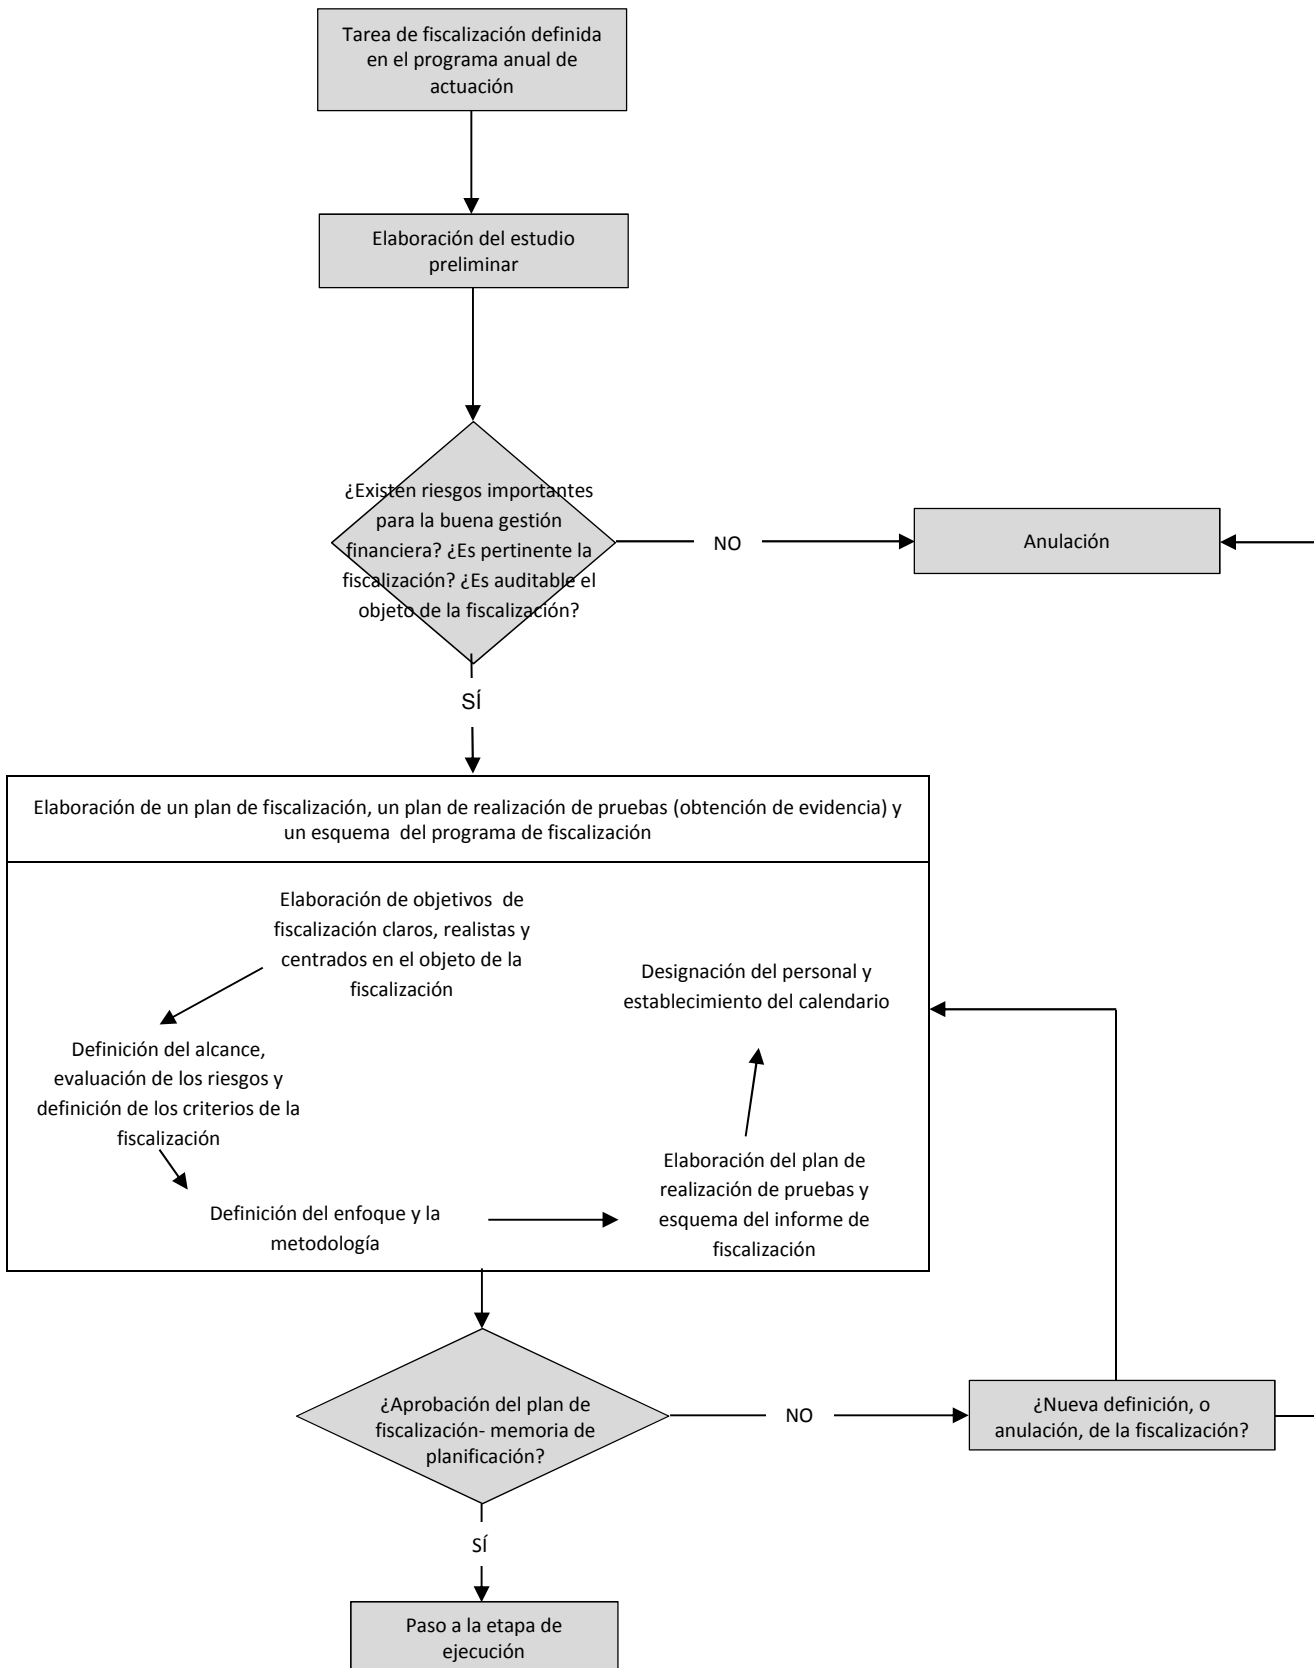 Tarea de fiscalización definida
en el programa anual de
actuación
Elaboración del estudio
preliminar
¿Existen riesgos importantes
para la buena gestión
financiera? ¿Es pertinente la
fiscalización? ¿Es auditable el
objeto de la fiscalización?
NO
Anulación
SÍ
Elaboración de un plan de fiscalización, un plan de realización de pruebas (obtención de evidencia) y
un esquema del programa de fiscalización
Elaboración de objetivos de
fiscalización claros, realistas y
centrados en el objeto de la
fiscalización
Definición del alcance,
evaluación de los riesgos y
definición de los criterios de la
fiscalización
Definición del enfoque y la
metodología
Elaboración del plan de
realización de pruebas y
esquema del informe de
fiscalización
Designación del personal y
establecimiento del calendario
¿Aprobación del plan de
fiscalización- memoria de
planificación?
NO
¿Nueva definición, o
anulación, de la fiscalización?
SÍ
Paso a la etapa de
ejecución